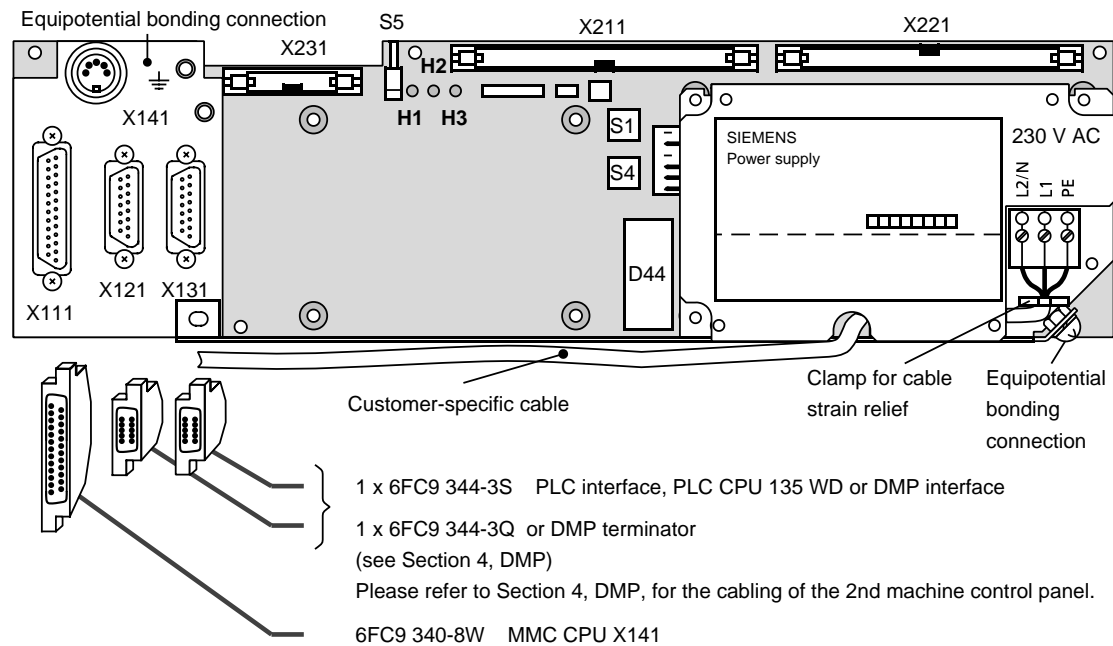 Equipotential bonding connection
S5
X231
X211
X221
H2
H1 H3
X141
S1
S4
SIEMENS
Power supply
230 V AC
L2/N
L1
PE
D44
X111
X121
X131
Customer-specific cable
Clamp for cable
strain relief
Equipotential
bonding
connection
1 x 6FC9 344-3S PLC interface, PLC CPU 135 WD or DMP interface
1 x 6FC9 344-3Q or DMP terminator
(see Section 4, DMP)
Please refer to Section 4, DMP, for the cabling of the 2nd machine control panel.
6FC9 340-8W MMC CPU X141